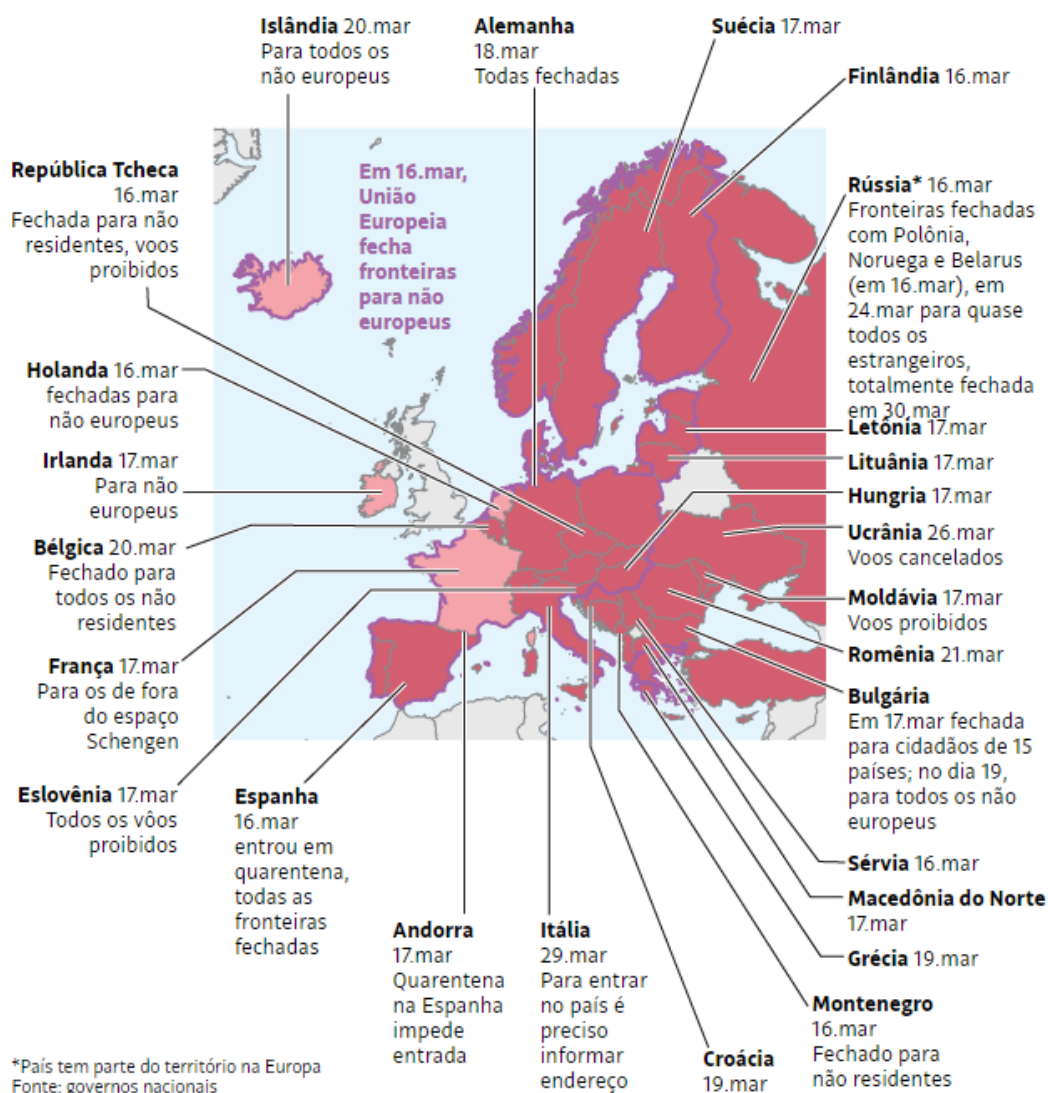 Islândia 20.mar
Para todos os
não europeus
Alemanha
18.mar
Todas fechadas
Suécia 17.mar
Finlândia 16.mar
República Tcheca
16.mar
Fechada para não
residentes, voos
proibidos
Em 16.mar,
União
Europeia
fecha
fronteiras
para não
europeus
Rússia* 16.mar
Fronteiras fechadas
com Polônia,
Noruega e Belarus
(em 16.mar), em
24.mar para quase
todos os
estrangeiros,
totalmente fechada
em 30.mar
Holanda 16.mar
fechadas para
não europeus
Irlanda 17.mar
Para não
europeus
Bélgica 20.mar
Fechado para
todos os não
residentes
França 17.mar
Para os de fora
do espaço
Schengen
Eslovênia 17.mar
Todos os vôos
proibidos
Letônia 17.mar
Lituânia 17.mar
Hungria 17.mar
Ucrânia 26.mar
Voos cancelados
Moldávia 17.mar
Voos proibidos
Romênia 21.mar
Bulgária
Em 17.mar fechada
para cidadãos de 15
países; no dia 19,
para todos os não
europeus
Sérvia 16.mar
Macedônia do Norte
17.mar
Grécia 19.mar
Espanha
16.mar
entrou em
quarentena,
todas as
fronteiras
fechadas
Andorra
17.mar
Quarentena
na Espanha
impede
entrada
Itália
29.mar
Para entrar
no país é
preciso
informar
endereço
Croácia
19.mar
Montenegro
16.mar
Fechado para
não residentes
*País tem parte do território na Europa
Fonte: governos nacionais